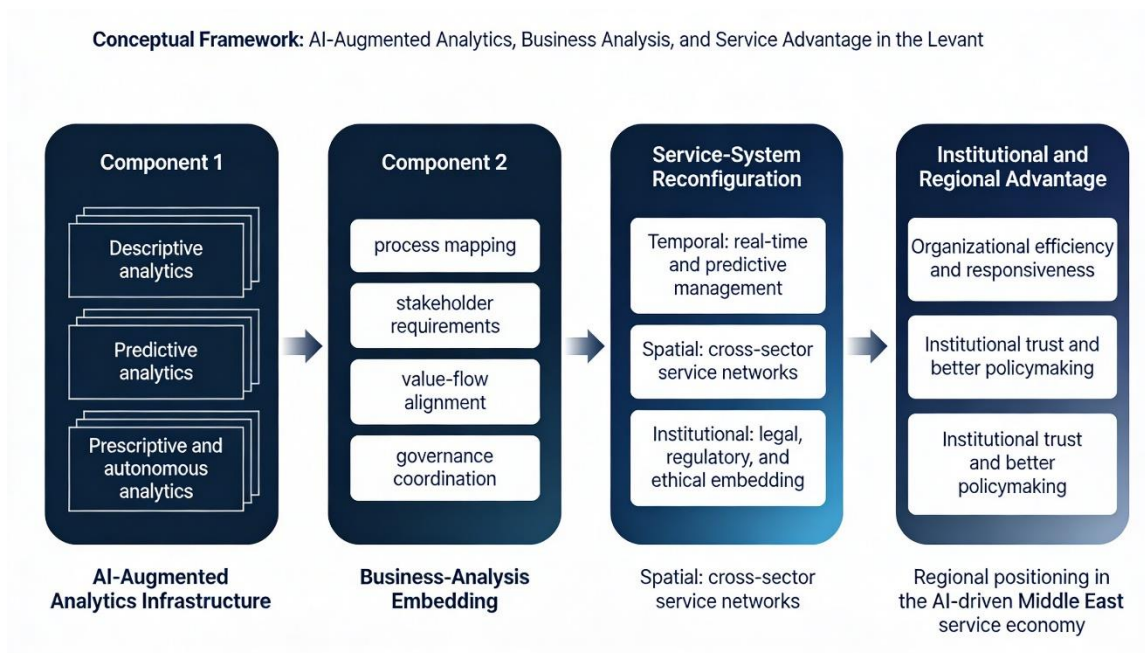 Conceptual Framework: AI-Augmented Analytics, Business Analysis, and Service Advantage in the Levant
Component 1
Descriptive
analytics
Predictive
analytics
Prescriptive and
autonomous
analytics
AI-Augmented
Analytics Infrastructure
Component 2
process mapping
stakeholder
requirements
value-flow
alignment
governance
coordination
Business-Analysis
Embedding
Service-System
Reconfiguration
Temporal: real-time
and predictive
management
Spatial: cross-sector
service networks
Institutional: legal,
regulatory, and
ethical embedding
Spatial: cross-sector
service networks
Institutional and
Regional Advantage
Organizational efficiency
and responsiveness
Institutional trust and
better policymaking
Institutional trust
and better
policymaking
Regional positioning in
the AI-driven Middle East
service economy